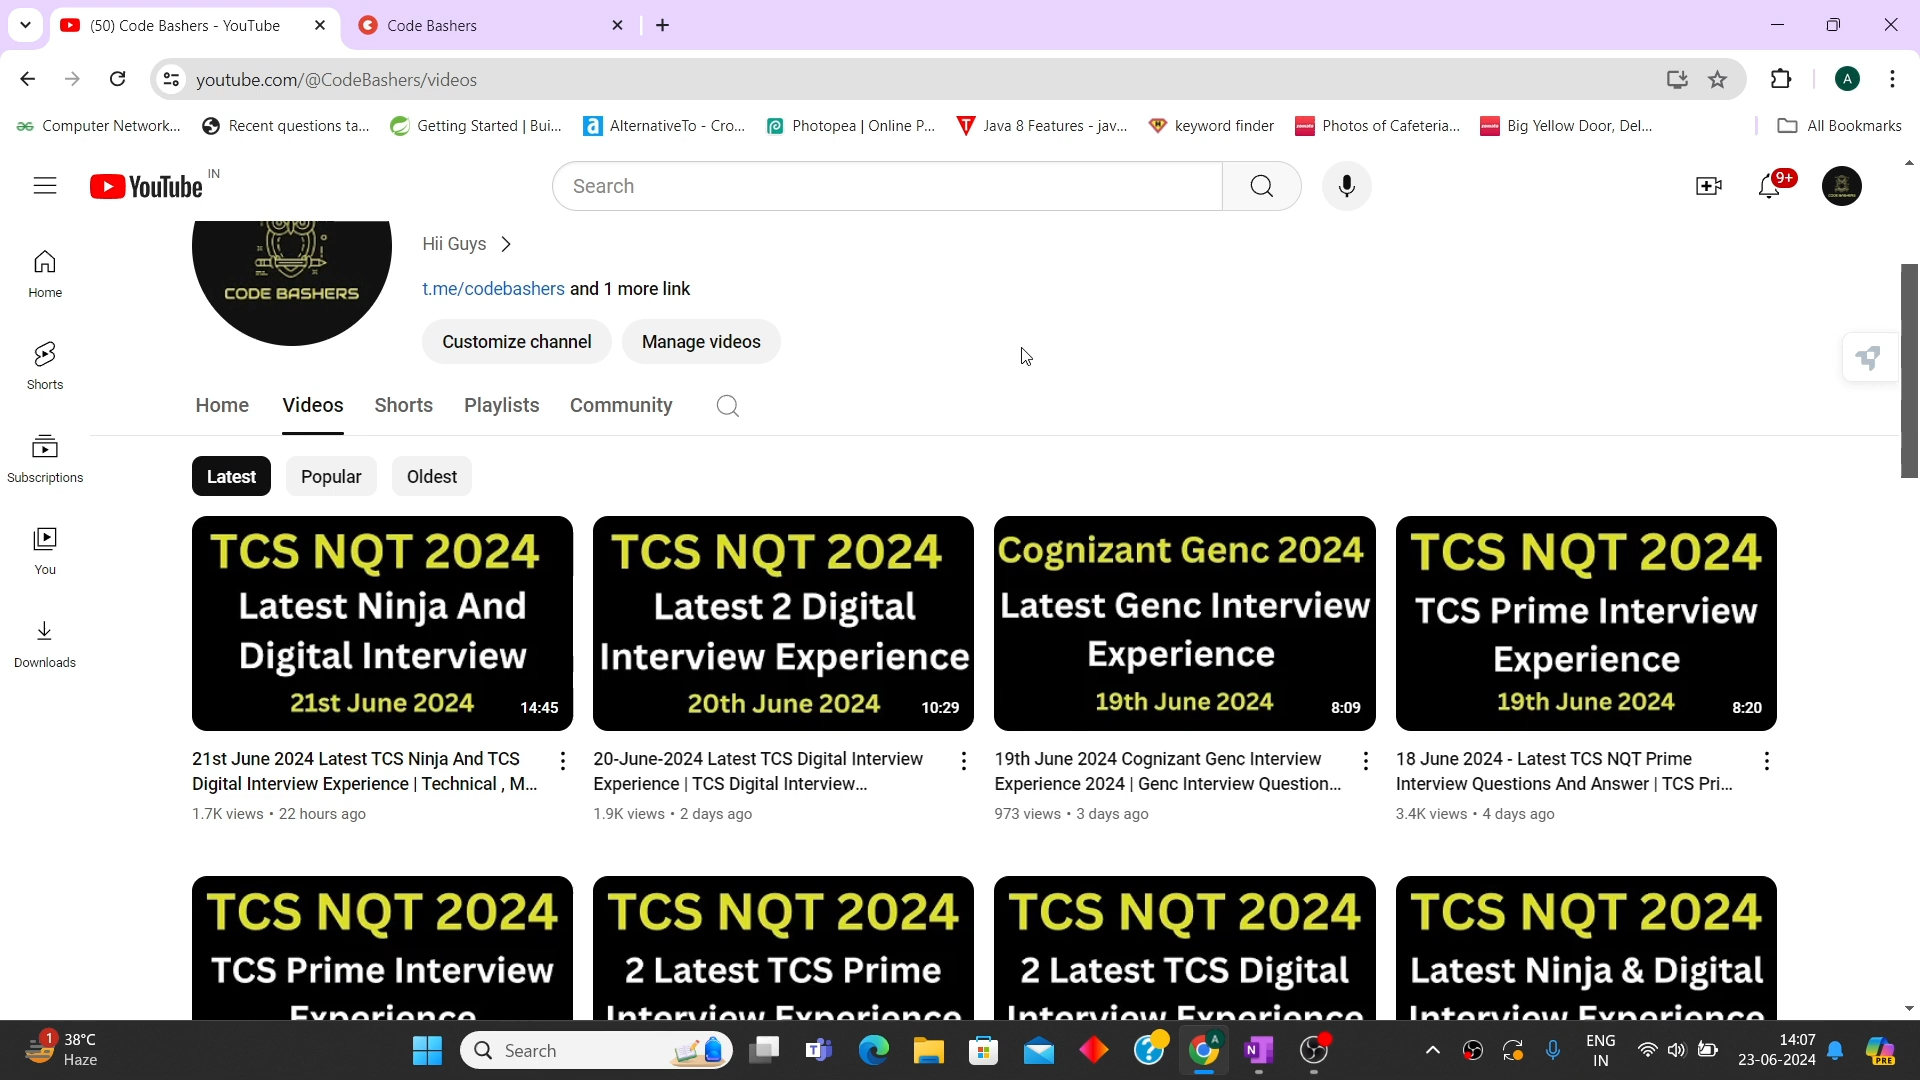 (50) Code Bashers - YouTube
Code Bashers
youtube.com/@CodeBashers/videos
A
Computer Network...
Recent questions ta...
Getting Started | Bui...
AlternativeTo - Cro...
Photopea | Online P...
Java 8 Features - jav...
keyword finder
Photos of Cafeteria...
Big Yellow Door, Del...
All Bookmarks
YouTube IN
Search
9+
Hii Guys
CODE BASHERS
t.me/codebashers and 1 more link
Customize channel
Manage videos
Home
Shorts
Subscriptions
You
Downloads
Home
Videos
Shorts
Playlists
Community
Latest
Popular
Oldest
TCS NQT 2024
Latest Ninja And
Digital Interview
21st June 2024
14:45
21st June 2024 Latest TCS Ninja And TCS
Digital Interview Experience | Technical , M...
1.7K views • 22 hours ago
TCS NQT 2024
Latest 2 Digital
Interview Experience
20th June 2024
10:29
20-June-2024 Latest TCS Digital Interview
Experience | TCS Digital Interview...
1.9K views • 2 days ago
Cognizant Genc 2024
Latest Genc Interview
Experience
19th June 2024
8:09
19th June 2024 Cognizant Genc Interview
Experience 2024 | Genc Interview Question...
973 views • 3 days ago
TCS NQT 2024
TCS Prime Interview
Experience
19th June 2024
8:20
18 June 2024 - Latest TCS NQT Prime
Interview Questions And Answer | TCS Pri...
3.4K views • 4 days ago
TCS NQT 2024
TCS Prime Interview
Experience
TCS NQT 2024
2 Latest TCS Prime
Interview Experience
TCS NQT 2024
2 Latest TCS Digital
Interview Experience
TCS NQT 2024
Latest Ninja & Digital
Interview Experience
1
38°C
Haze
Search
ENG
IN
14:07
23-06-2024
PRE